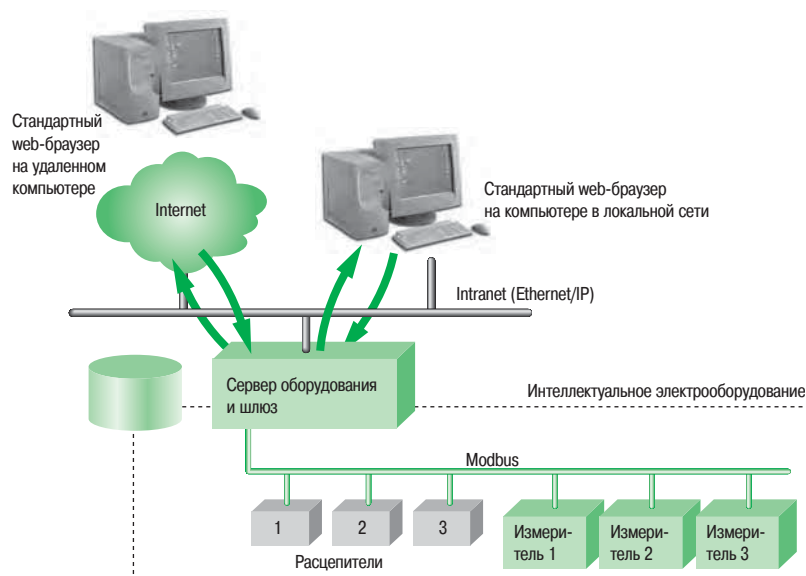 Стандартный
web-браузер
на удаленном
компьютере
Internet
Стандартный web-браузер
на компьютере в локальной сети
Intranet (Ethernet/IP)
Сервер оборудования
и шлюз
Интеллектуальное электрооборудование
Modbus
1
2
3
Расцепители
Измери-
тель 1
Измери-
тель 2
Измери-
тель 3